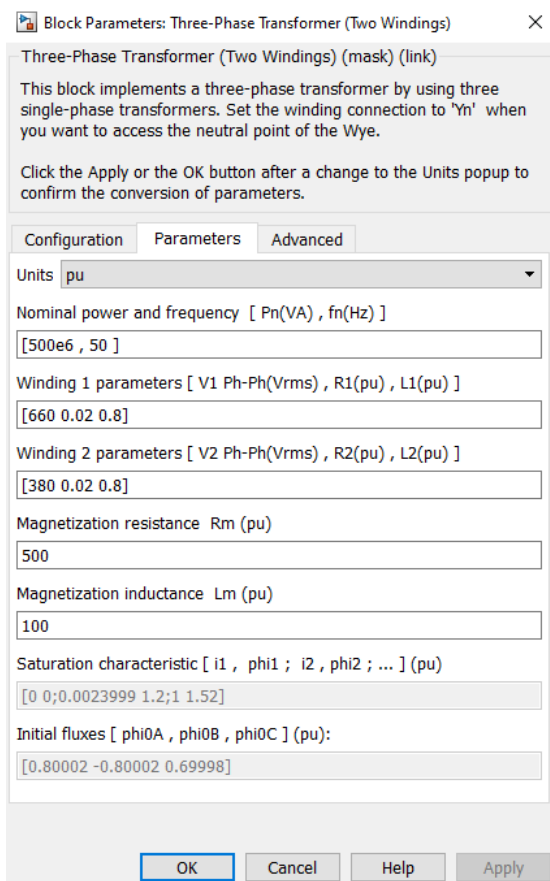 Block Parameters: Three-Phase Transformer (Two Windings)
Three-Phase Transformer (Two Windings) (mask) (link)
This block implements a three-phase transformer by using three
single-phase transformers. Set the winding connection to 'Yn' when
you want to access the neutral point of the Wye.
Click the Apply or the OK button after a change to the Units popup to
confirm the conversion of parameters.
Configuration Parameters Advanced
Units pu
Nominal power and frequency [ Pn(VA) , fn(Hz) ]
[500e6 , 50 ]
Winding 1 parameters [ V1 Ph-Ph(Vrms) , R1(pu) , L1(pu) ]
[660 0.02 0.8]
Winding 2 parameters [ V2 Ph-Ph(Vrms) , R2(pu) , L2(pu) ]
[380 0.02 0.8]
Magnetization resistance Rm (pu)
500
Magnetization inductance Lm (pu)
100
Saturation characteristic [ i1 , phi1 ; i2 , phi2 ; ... ] (pu)
[0 0;0.0023999 1.2;1 1.52]
Initial fluxes [ phi0A , phi0B , phi0C ] (pu):
[0.80002 -0.80002 0.69998]
OK Cancel Help Apply